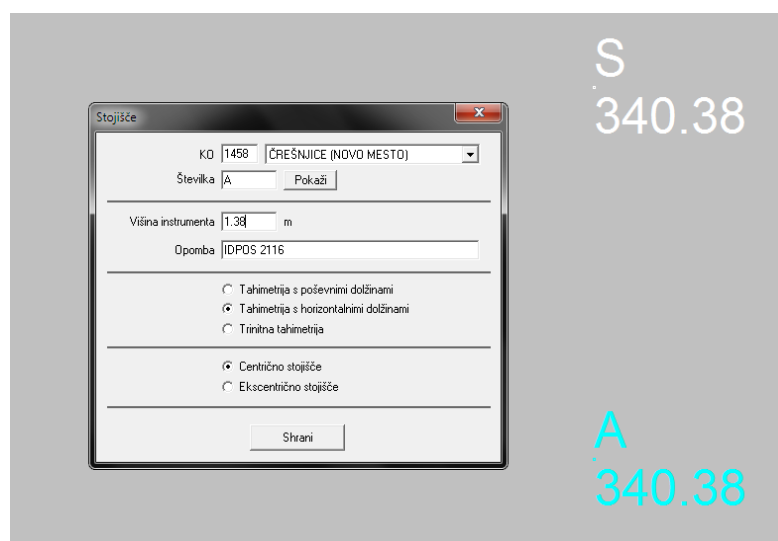 S
340.38
Stojišče
KO 1458 ČREŠNJICE (NOVO MESTO)
Številka A Pokaži
Višina instrumenta 1.38 m
Opomba IDPOS 2116
Tahimetrija s poševnimi dolžinami
Tahimetrija s horizontalnimi dolžinami
Trinitna tahimetrija
Centrično stojišče
Ekscentrično stojišče
Shrani
A
340.38